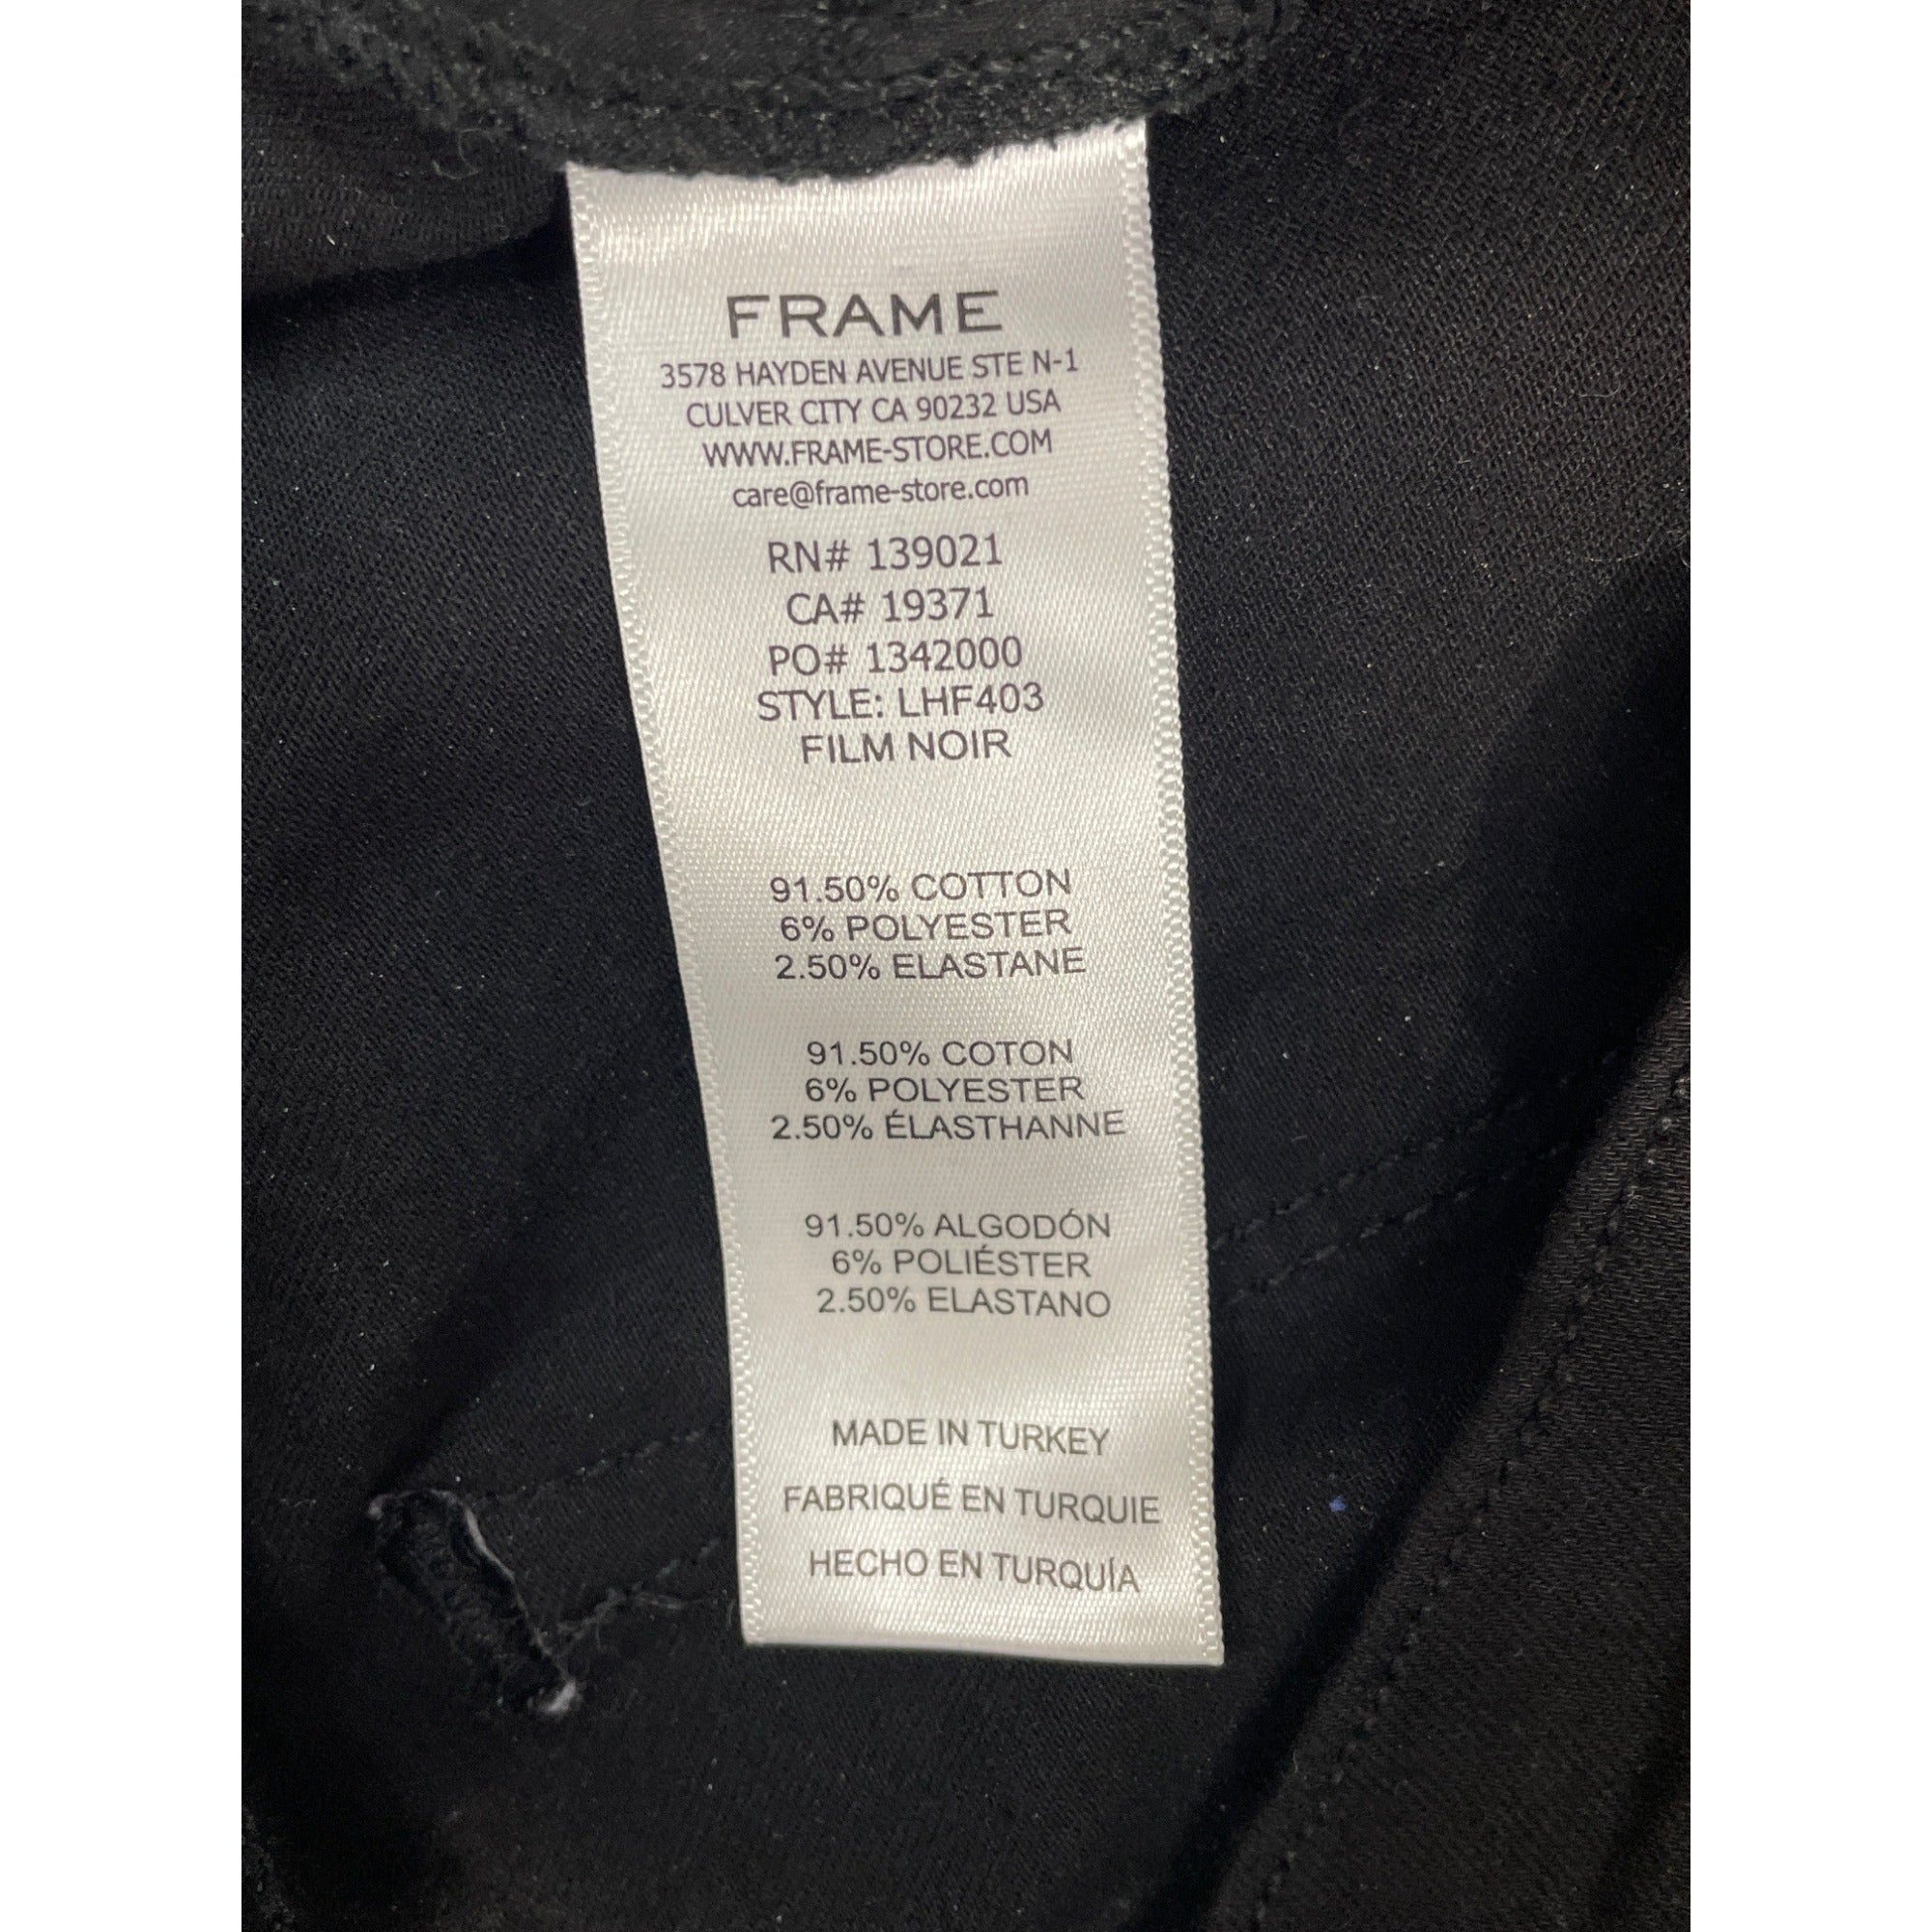 FRAME
3578 HAYDEN AVENUE STE N-1
CULVER CITY CA 90232 USA
WWW.FRAME-STORE.COM
care@frame-store.com
RN# 139021
CA# 19371
PO# 1342000
STYLE: LHF403
FILM NOIR
91.50% COTTON
6% POLYESTER
2.50% ELASTANE
91.50% COTON
6% POLYESTER
2.50% ÉLASTHANNE
91.50% ALGODÓN
6% POLIÉSTER
2.50% ELASTANO
MADE IN TURKEY
FABRIQUÉ EN TURQUIE
HECHO EN TURQUÍA